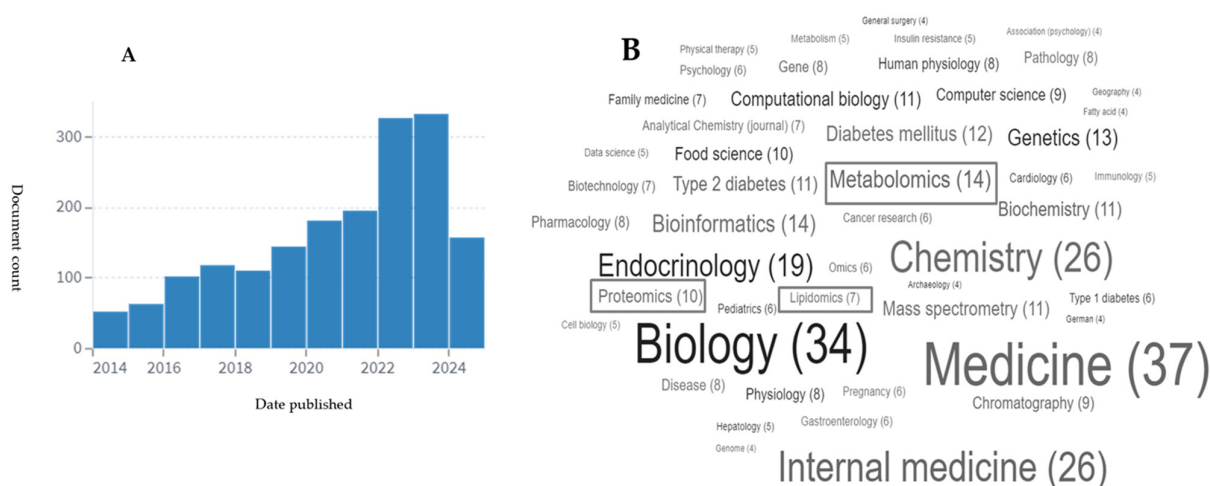 A
Document count
300
200
100
0
2014 2016 2018 2020 2022 2024
Date published
B
General surgery (4)
Association (psychology) (4)
Metabolism (5)
Insulin resistance (5)
Physical therapy (5)
Pathology (8)
Psychology (6)
Gene (8)
Human physiology (8)
Family medicine (7)
Computational biology (11)
Computer science (9)
Geography (4)
Fatty acid (4)
Analytical Chemistry (journal) (7)
Diabetes mellitus (12)
Genetics (13)
Data science (5)
Food science (10)
Biotechnology (7)
Type 2 diabetes (11)
Metabolomics (14)
Cardiology (6)
Immunology (5)
Pharmacology (8)
Bioinformatics (14)
Cancer research (6)
Biochemistry (11)
Endocrinology (19)
Omics (6)
Chemistry (26)
Archaeology (4)
Proteomics (10)
Pediatrics (6)
Lipidomics (7)
Mass spectrometry (11)
Type 1 diabetes (6)
German (4)
Cell biology (5)
Biology (34)
Medicine (37)
Disease (8)
Physiology (8)
Pregnancy (6)
Chromatography (9)
Hepatology (5)
Gastroenterology (6)
Genome (4)
Internal medicine (26)